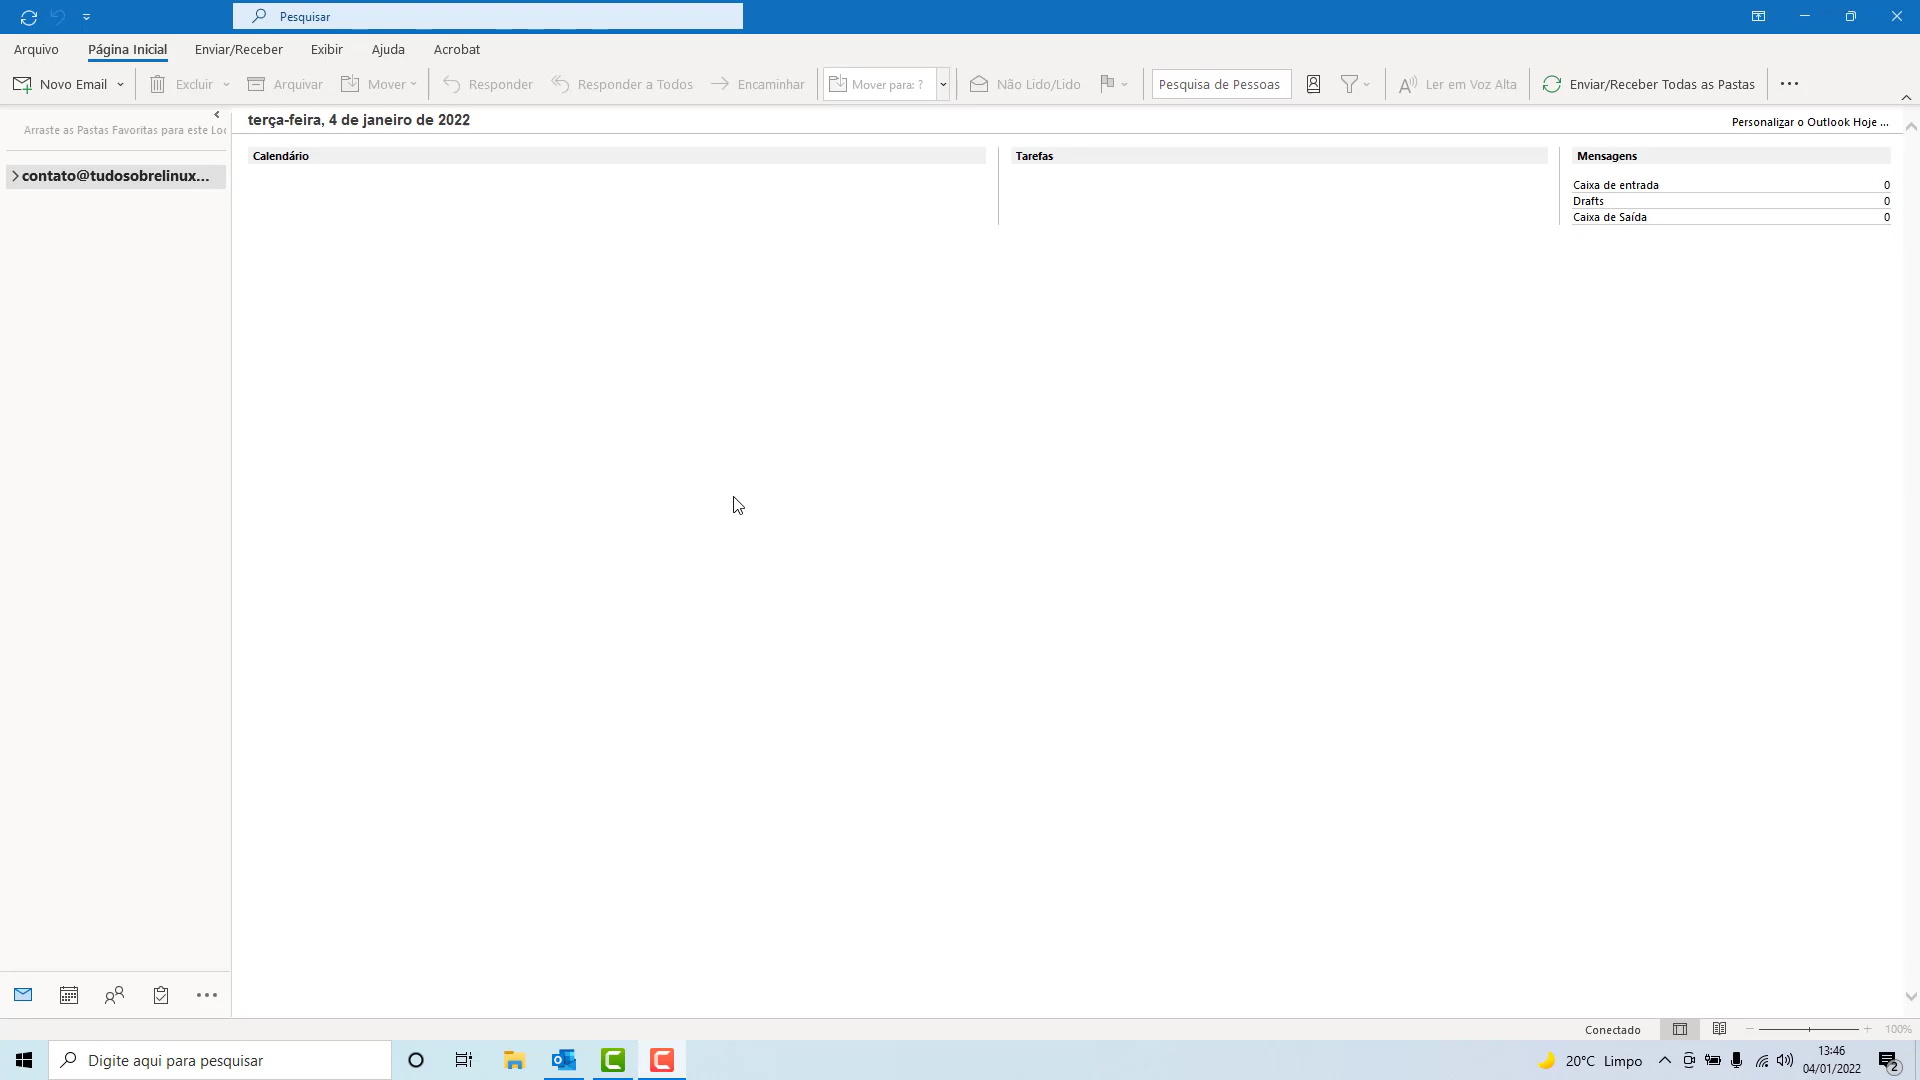 Pesquisar
Arquivo Página Inicial Enviar/Receber Exibir Ajuda Acrobat
Novo Email Excluir Arquivar Mover Responder Responder a Todos Encaminhar Mover para: ? Não Lido/Lido Pesquisa de Pessoas Ler em Voz Alta Enviar/Receber Todas as Pastas
Arraste as Pastas Favoritas para este Loc
terça-feira, 4 de janeiro de 2022
Personalizar o Outlook Hoje ...
contato@tudosobrelinux...
Calendário
Tarefas
Mensagens
Caixa de entrada 0
Drafts 0
Caixa de Saída 0
Conectado
100%
Digite aqui para pesquisar
20°C Limpo
13:46
04/01/2022
2